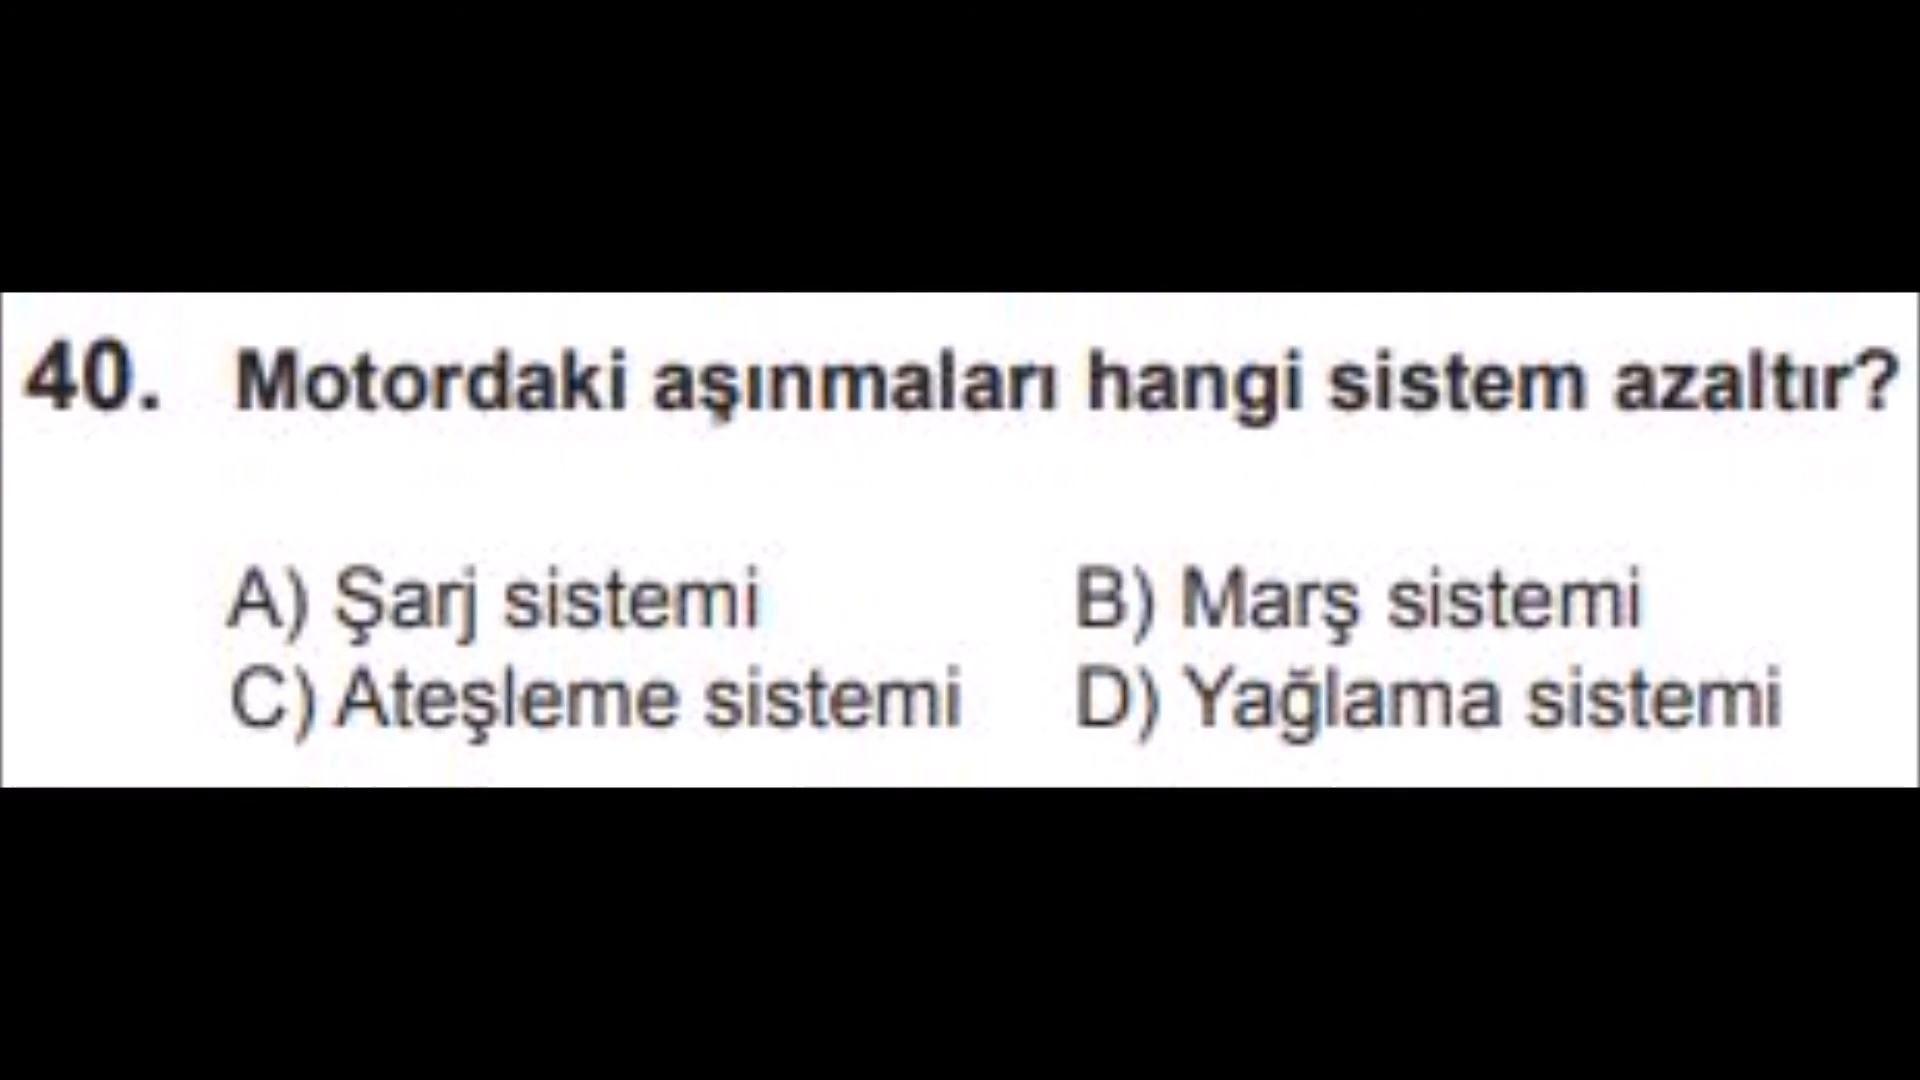 40. Motordaki aşınmaları hangi sistem azaltır?
A) Şarj sistemi B) Marş sistemi
C) Ateşleme sistemi D) Yağlama sistemi